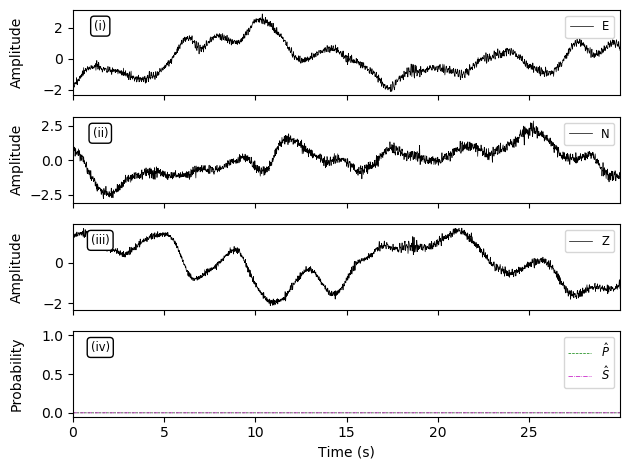 (i)
E
Amplitude
2
0
−2
(ii)
N
Amplitude
2.5
0.0
−2.5
(iii)
Z
Amplitude
0
−2
(iv)
P̂
Ŝ
Probability
1.0
0.5
0.0
0 5 10 15 20 25
Time (s)